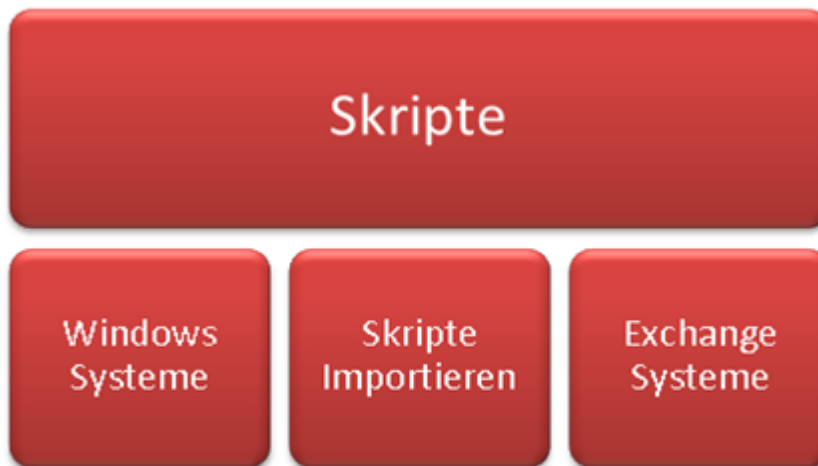 Skripte
Windows
Systeme
Skripte
Importieren
Exchange
Systeme